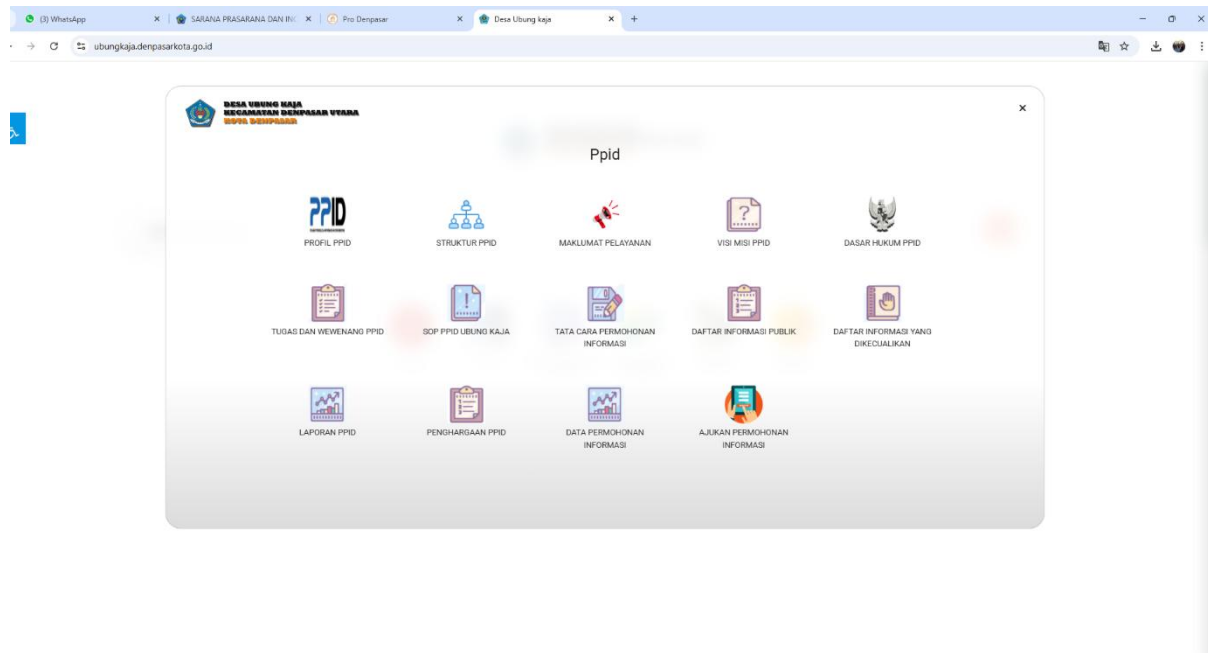 (3) WhatsApp
SARANA PRASARANA DAN IN
Pro Denpasar
Desa Ubung kaja
ubungkaja.denpasarkota.go.id
DESA UBUNG KAJA
KECAMATAN DENPASAR UTARA
KOTA DENPASAR
Ppid
PPID
PROFIL PPID
STRUKTUR PPID
MAKLUMAT PELAYANAN
VISI MISI PPID
DASAR HUKUM PPID
TUGAS DAN WEWENANG PPID
SOP PPID UBUNG KAJA
TATA CARA PERMOHONAN
INFORMASI
DAFTAR INFORMASI PUBLIK
DAFTAR INFORMASI YANG
DIKECUALIKAN
LAPORAN PPID
PENGHARGAAN PPID
DATA PERMOHONAN
INFORMASI
AJUKAN PERMOHONAN
INFORMASI